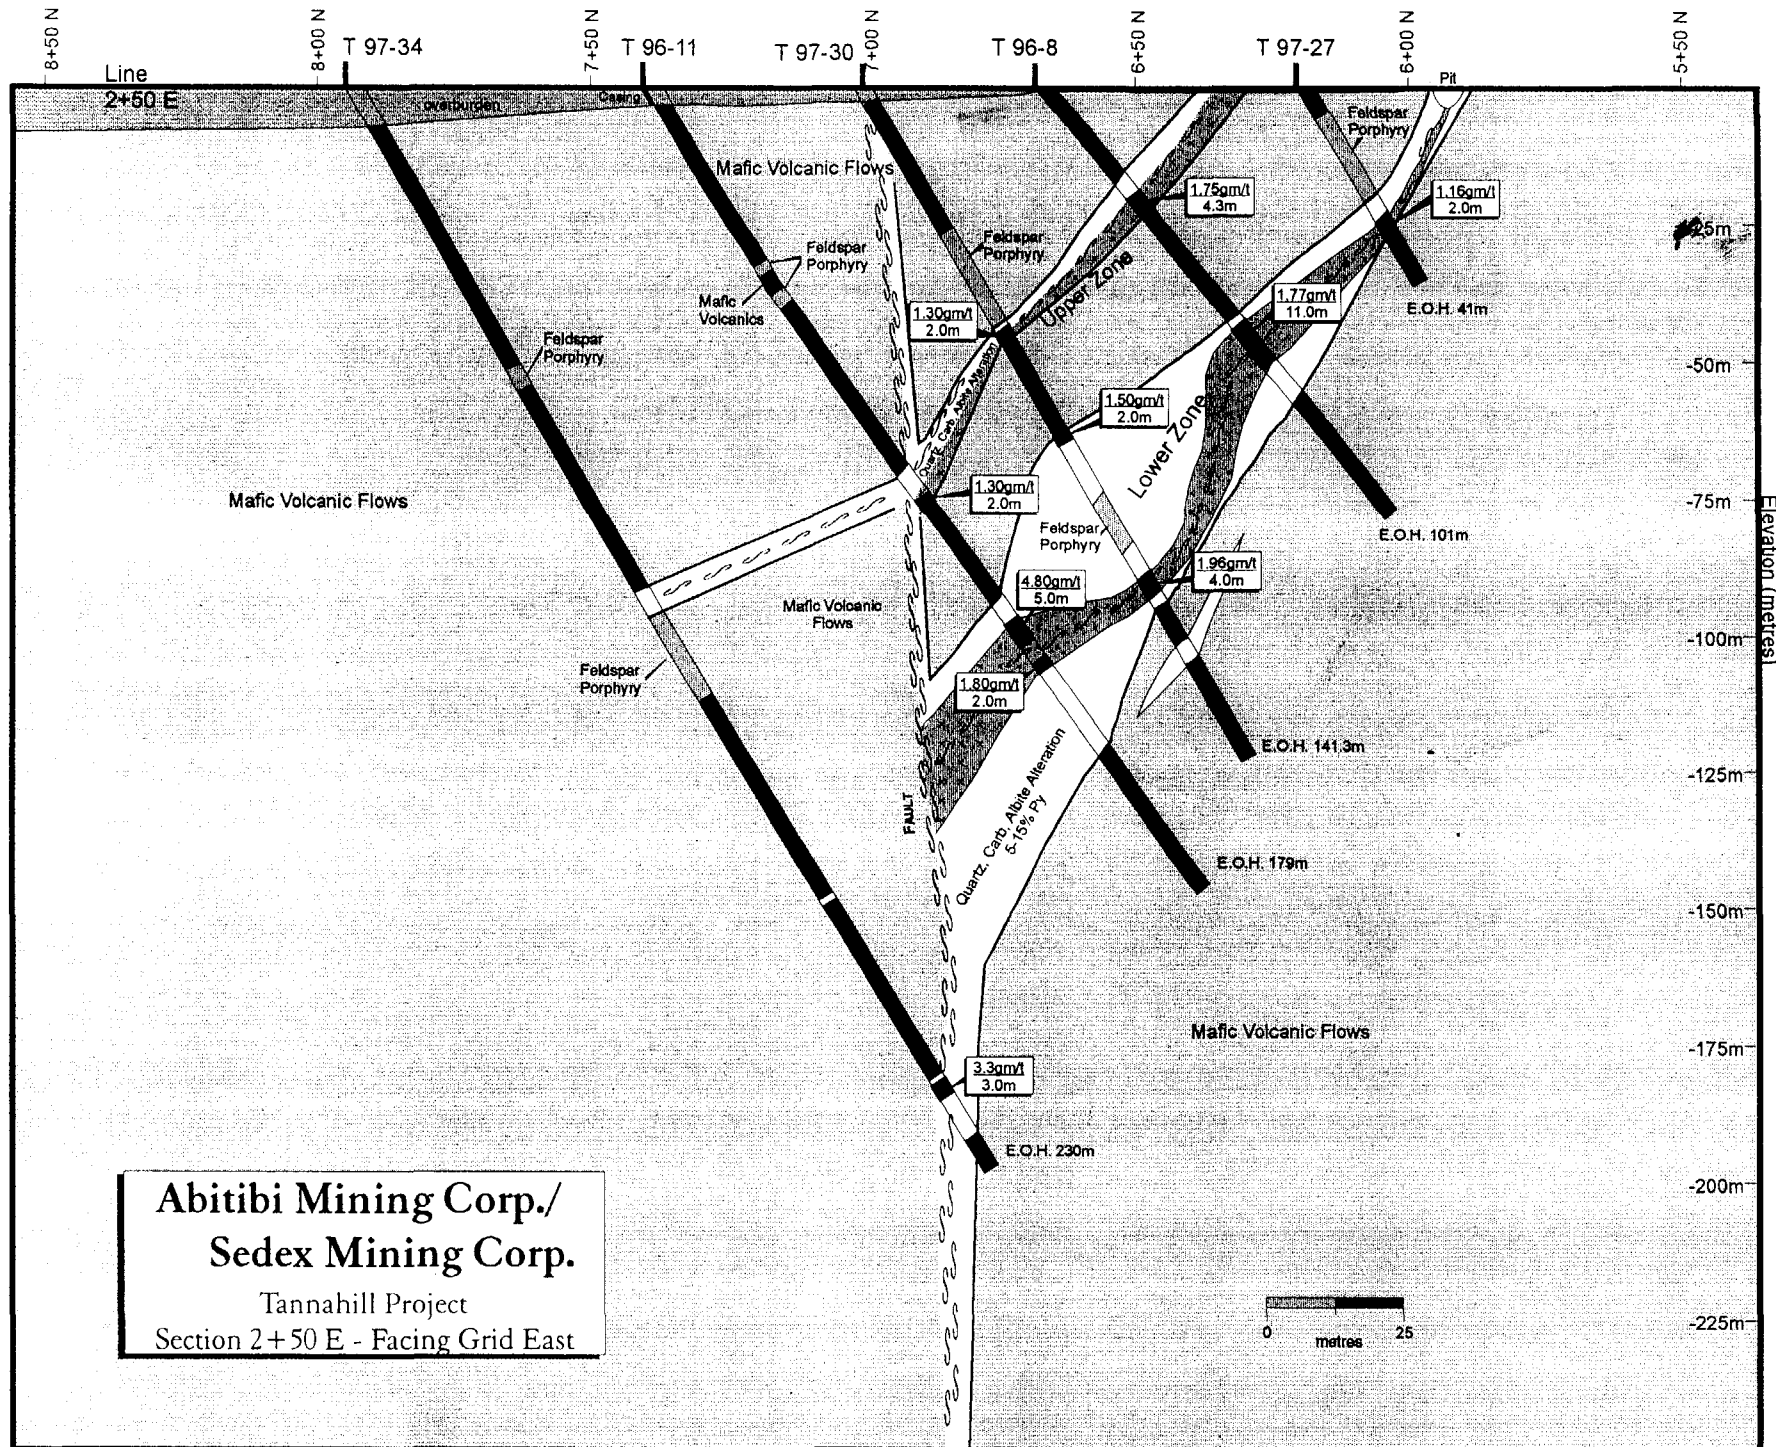 8+50 N
8+00 N
7+50 N
7+00 N
6+50 N
6+00 N
5+50 N
T 97-34
T 96-11
T 97-30
T 96-8
T 97-27
Line
2+50 E
overburden
Casing
Pit
Feldspar
Porphyry
Mafic Volcanic Flows
1.75gm/t
4.3m
1.16gm/t
2.0m
-25m
Feldspar
Porphyry
Feldspar
Porphyry
Upper Zone
Mafic
Volcanics
1.30gm/t
2.0m
1.77gm/t
11.0m
E.O.H. 41m
Feldspar
Porphyry
Quartz, Carb, Albite Alteration
-50m
1.50gm/t
2.0m
Lower Zone
Mafic Volcanic Flows
1.30gm/t
2.0m
-75m
Elevation (metres)
Feldspar
Porphyry
E.O.H. 101m
1.96gm/t
4.0m
4.80gm/t
5.0m
Mafic Volcanic
Flows
-100m
Feldspar
Porphyry
1.80gm/t
2.0m
E.O.H. 141.3m
-125m
FAULT
Quartz, Carb, Albite Alteration
5-15% Py
E.O.H. 179m
-150m
Mafic Volcanic Flows
-175m
3.3gm/t
3.0m
E.O.H. 230m
-200m
Abitibi Mining Corp./
Sedex Mining Corp.
Tannahill Project
Section 2+50 E - Facing Grid East
0
25
metres
-225m